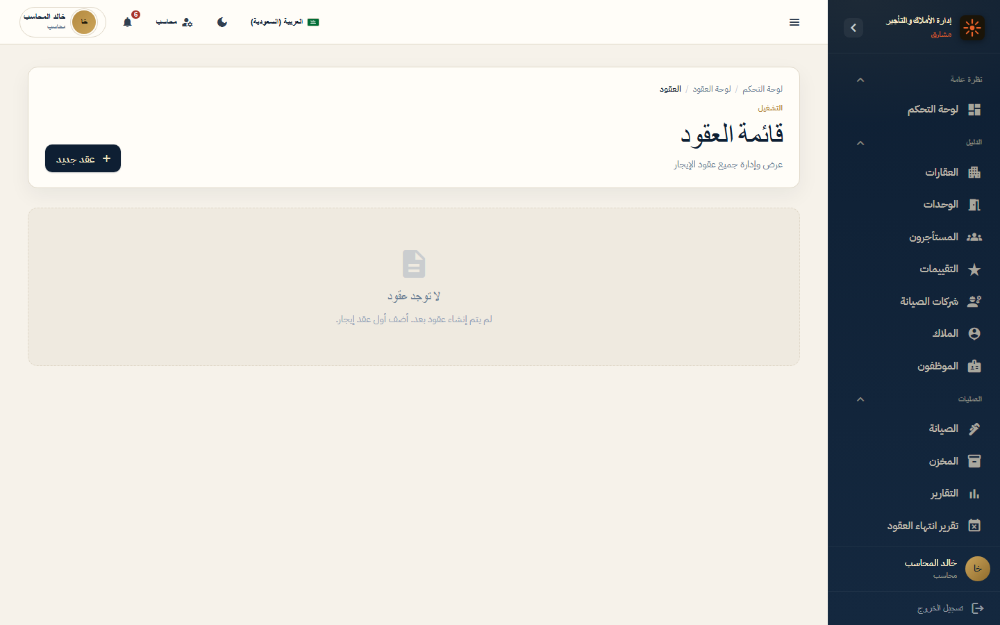 إدارة الأملاك والتأجير
مشارق
نظرة عامة
لوحة التحكم
الدليل
العقارات
الوحدات
المستأجرون
التقييمات
شركات الصيانة
الملاك
الموظفون
العمليات
الصيانة
المخزن
التقارير
تقرير انتهاء العقود
خا
خالد المحاسب
محاسب
تسجيل الخروج
العربية (السعودية)
محاسب
6
خا
خالد المحاسب
محاسب
لوحة التحكم / لوحة العقود / العقود
التشغيل
قائمة العقود
عرض وإدارة جميع عقود الإيجار
+ عقد جديد
لا توجد عقود
لم يتم إنشاء عقود بعد. أضف أول عقد إيجار.